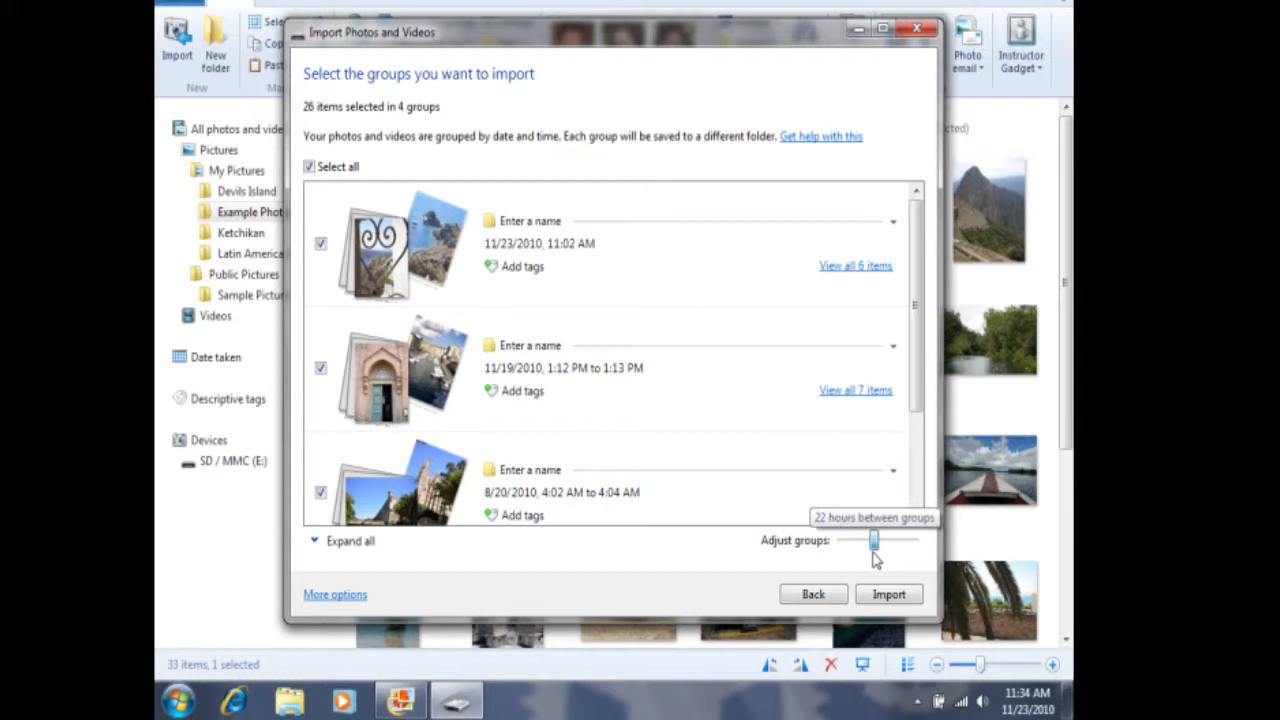 Import
New folder
Sele
Cop
Past
New
Ma
Photo email
Instructor Gadget
Import Photos and Videos
Select the groups you want to import
26 items selected in 4 groups
Your photos and videos are grouped by date and time. Each group will be saved to a different folder. Get help with this
Select all
Enter a name
11/23/2010, 11:02 AM
Add tags
View all 6 items
Enter a name
11/19/2010, 1:12 PM to 1:13 PM
Add tags
View all 7 items
Enter a name
8/20/2010, 4:02 AM to 4:04 AM
Add tags
22 hours between groups
Expand all
Adjust groups:
More options
Back
Import
All photos and vide
Pictures
My Pictures
Devils Island
Example Phot
Ketchikan
Latin America
Public Pictures
Sample Pictur
Videos
Date taken
Descriptive tags
Devices
SD / MMC (E:)
cted)
33 items, 1 selected
11:34 AM
11/23/2010